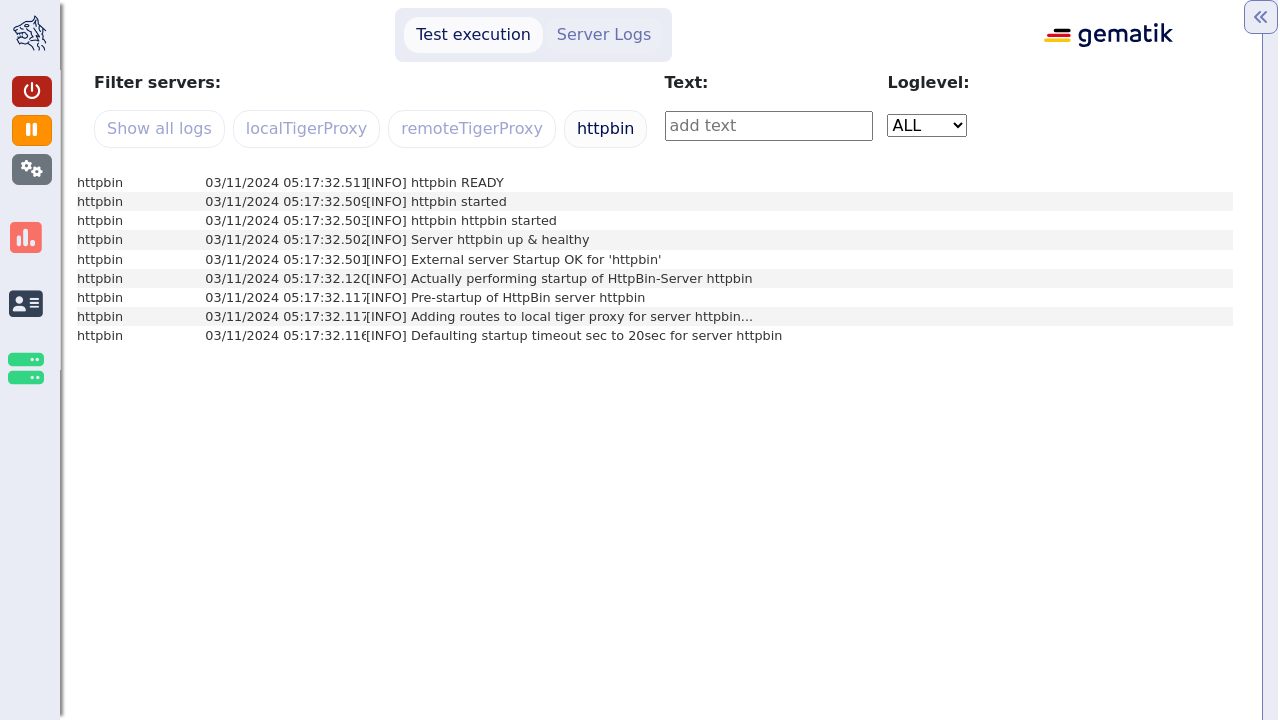 Test execution Server Logs
gematik
Filter servers: Text: Loglevel:
Show all logs localTigerProxy remoteTigerProxy httpbin add text ALL
httpbin 03/11/2024 05:17:32.511 [INFO] httpbin READY
httpbin 03/11/2024 05:17:32.509 [INFO] httpbin started
httpbin 03/11/2024 05:17:32.503 [INFO] httpbin httpbin started
httpbin 03/11/2024 05:17:32.502 [INFO] Server httpbin up & healthy
httpbin 03/11/2024 05:17:32.501 [INFO] External server Startup OK for 'httpbin'
httpbin 03/11/2024 05:17:32.120 [INFO] Actually performing startup of HttpBin-Server httpbin
httpbin 03/11/2024 05:17:32.117 [INFO] Pre-startup of HttpBin server httpbin
httpbin 03/11/2024 05:17:32.117 [INFO] Adding routes to local tiger proxy for server httpbin...
httpbin 03/11/2024 05:17:32.116 [INFO] Defaulting startup timeout sec to 20sec for server httpbin